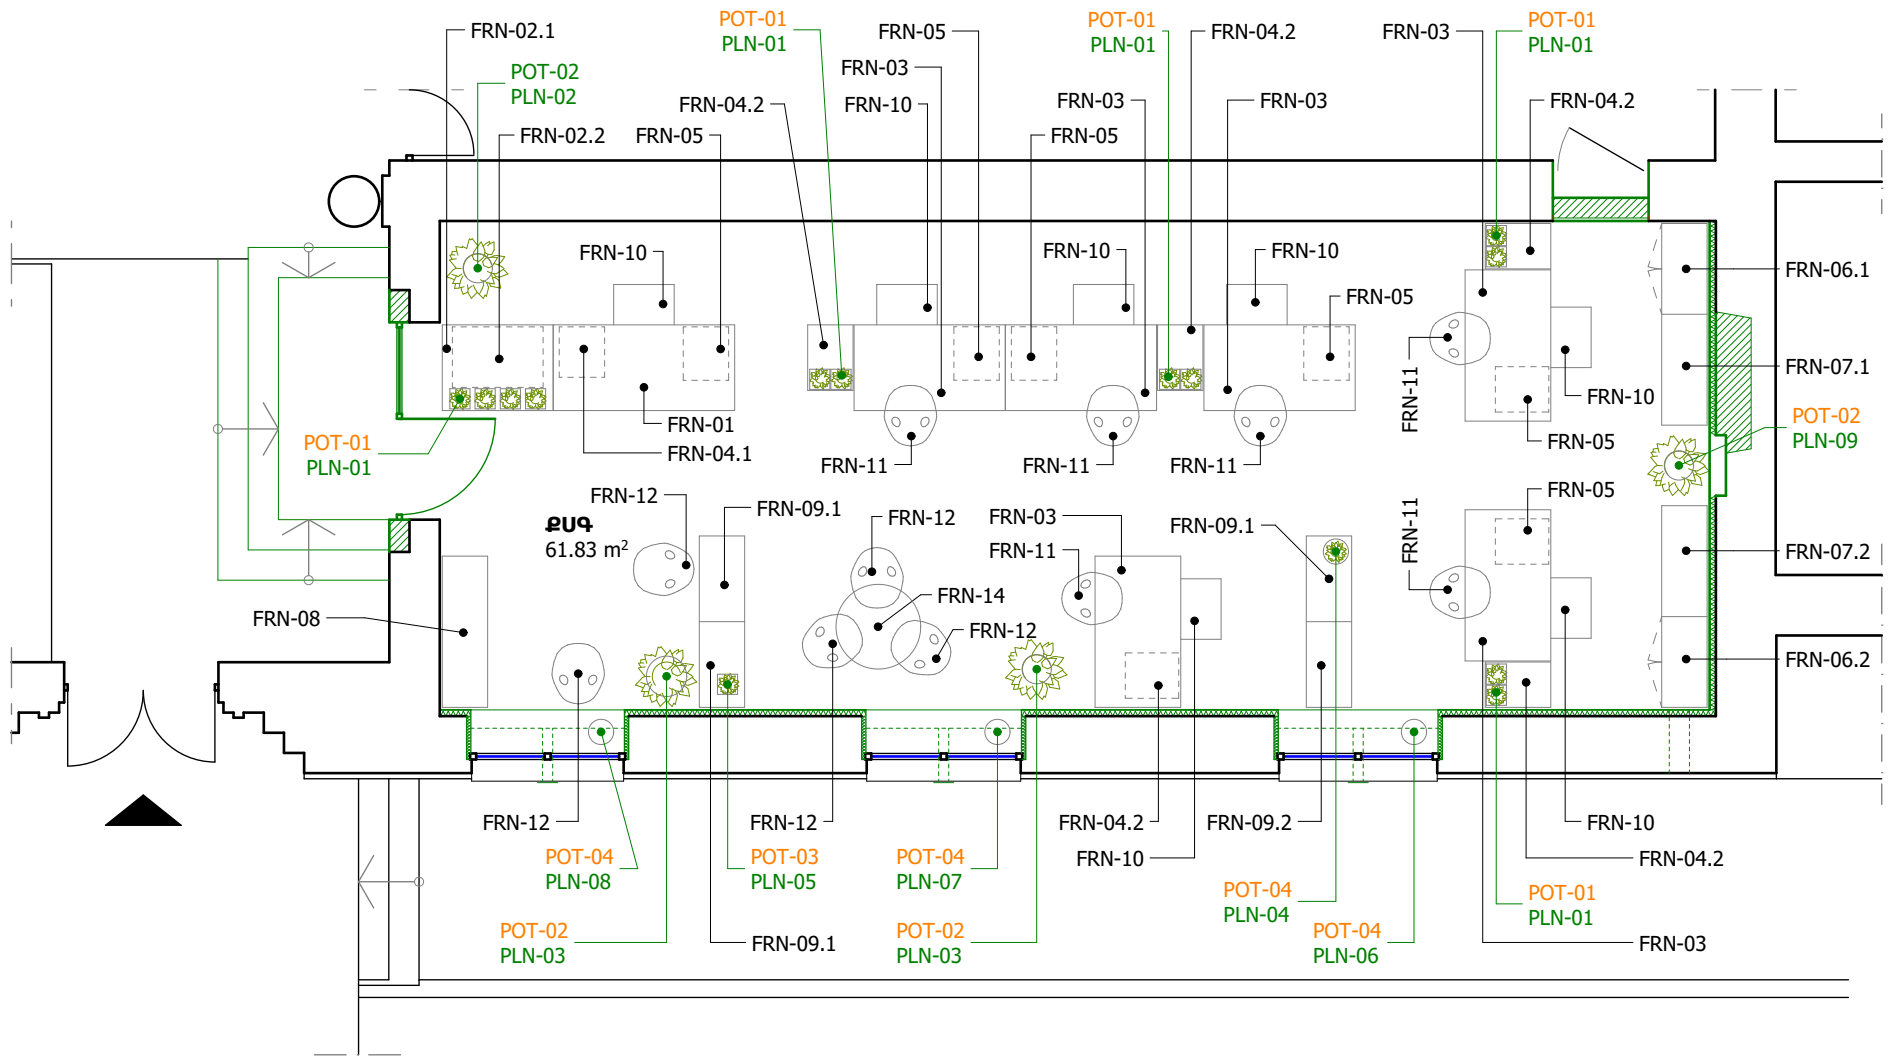 POT-01
PLN-01
POT-01
PLN-01
POT-01
PLN-01
FRN-02.1
FRN-05
FRN-04.2
FRN-03
POT-02
PLN-02
FRN-03
FRN-04.2
FRN-10
FRN-03
FRN-03
FRN-04.2
FRN-02.2
FRN-05
FRN-05
FRN-10
FRN-10
FRN-10
FRN-06.1
FRN-05
FRN-11
FRN-07.1
FRN-10
POT-02
PLN-09
FRN-01
POT-01
PLN-01
FRN-04.1
FRN-11
FRN-11
FRN-11
FRN-05
FRN-12
FRN-09.1
FRN-12
FRN-03
FRN-09.1
FRN-05
FRN-11
ՔՍԳ
61.83 m²
FRN-11
FRN-07.2
FRN-14
FRN-08
FRN-12
FRN-06.2
FRN-12
FRN-12
FRN-04.2
FRN-09.2
FRN-10
POT-04
PLN-08
POT-03
PLN-05
POT-04
PLN-07
FRN-10
FRN-04.2
POT-04
PLN-04
POT-01
PLN-01
POT-02
PLN-03
FRN-09.1
POT-02
PLN-03
POT-04
PLN-06
FRN-03